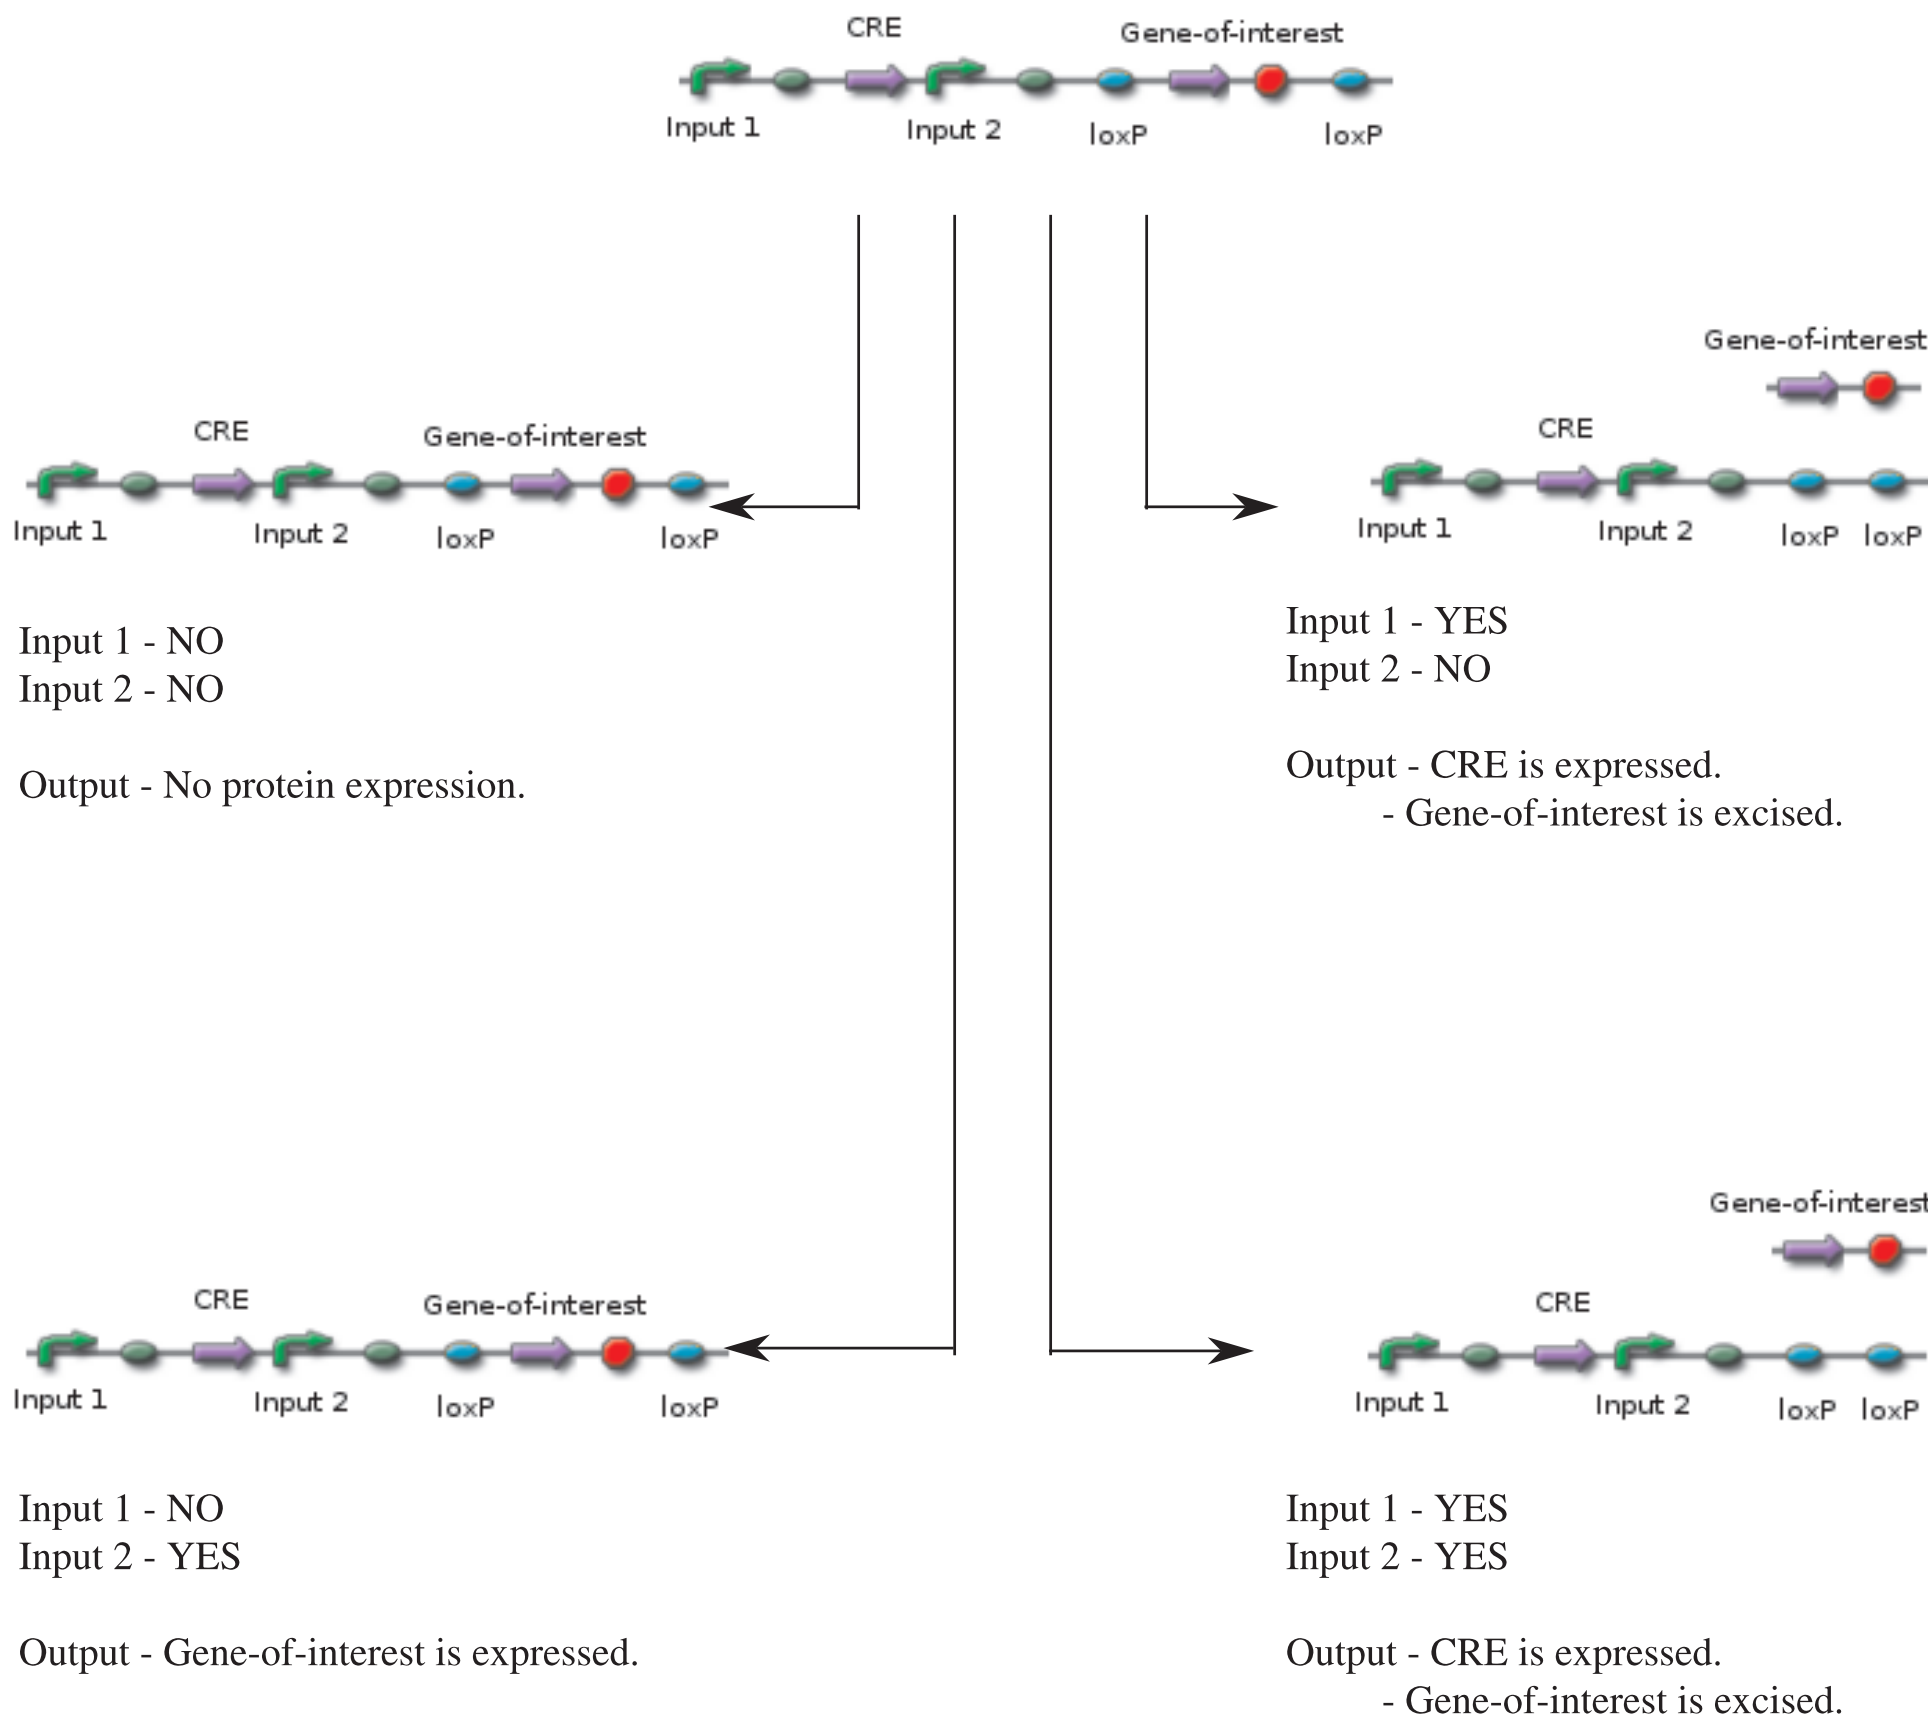 CRE
Gene-of-interest
Input 1
Input 2
loxP
loxP
CRE
Gene-of-interest
Input 1
Input 2
loxP
loxP
Input 1 - NO
Input 2 - NO
Output - No protein expression.
Gene-of-interest
CRE
Input 1
Input 2
loxP
loxP
Input 1 - YES
Input 2 - NO
Output - CRE is expressed.
- Gene-of-interest is excised.
CRE
Gene-of-interest
Input 1
Input 2
loxP
loxP
Input 1 - NO
Input 2 - YES
Output - Gene-of-interest is expressed.
Gene-of-interest
CRE
Input 1
Input 2
loxP
loxP
Input 1 - YES
Input 2 - YES
Output - CRE is expressed.
- Gene-of-interest is excised.